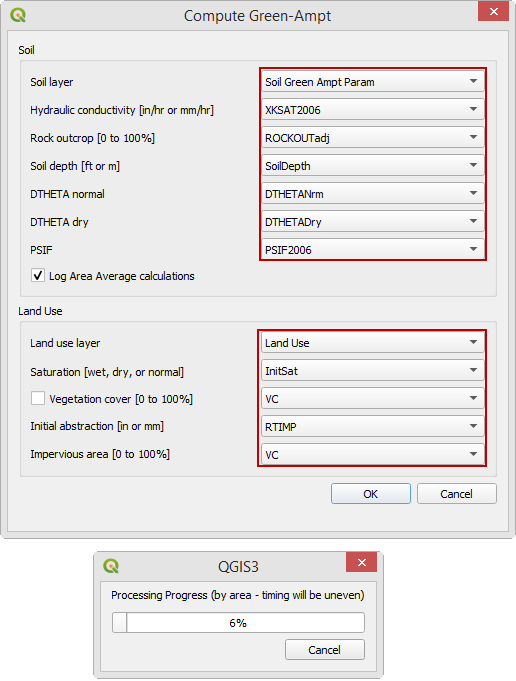 Compute Green-Ampt
Soil
Soil layer Soil Green Ampt Param
Hydraulic conductivity [in/hr or mm/hr] XKSAT2006
Rock outcrop [0 to 100%] ROCKOUTadj
Soil depth [ft or m] SoilDepth
DTHETA normal DTHETANrm
DTHETA dry DTHETADry
PSIF PSIF2006
Log Area Average calculations
Land Use
Land use layer Land Use
Saturation [wet, dry, or normal] InitSat
Vegetation cover [0 to 100%] VC
Initial abstraction [in or mm] RTIMP
Impervious area [0 to 100%] VC
OK Cancel
QGIS3
Processing Progress (by area - timing will be uneven)
6%
Cancel